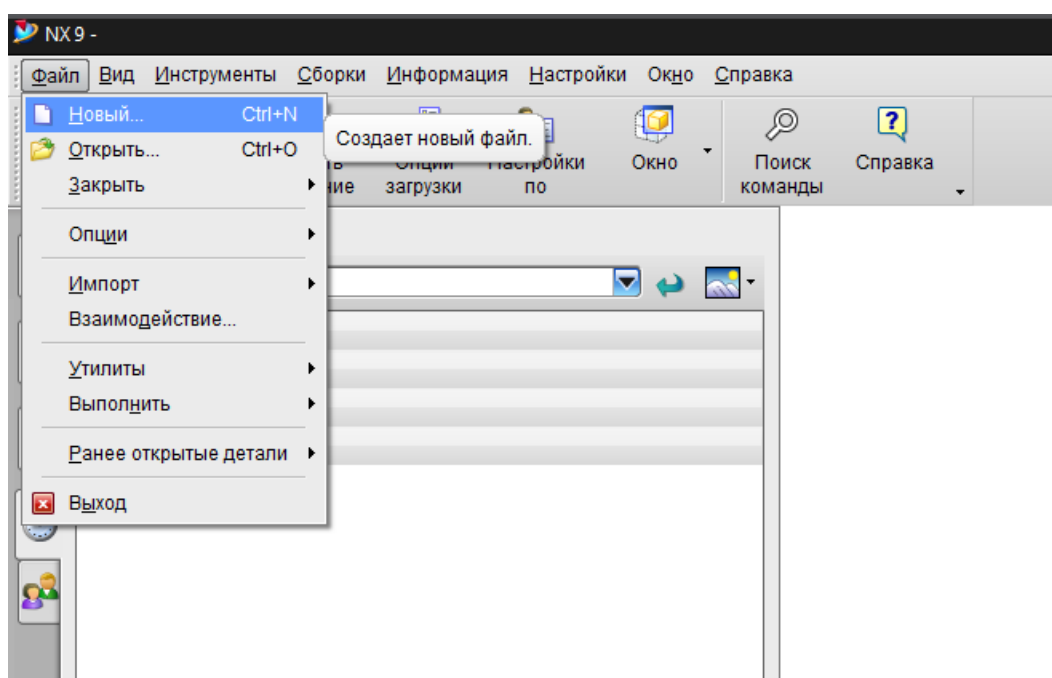 NX 9 -
Файл Вид Инструменты Сборки Информация Настройки Окно Справка
Новый... Ctrl+N
Создает новый файл.
Открыть... Ctrl+O
Закрыть
Опции
загрузки
Настройки
по
Окно
Поиск
команды
Справка
Опции
Импорт
Взаимодействие...
Утилиты
Выполнить
Ранее открытые детали
Выход